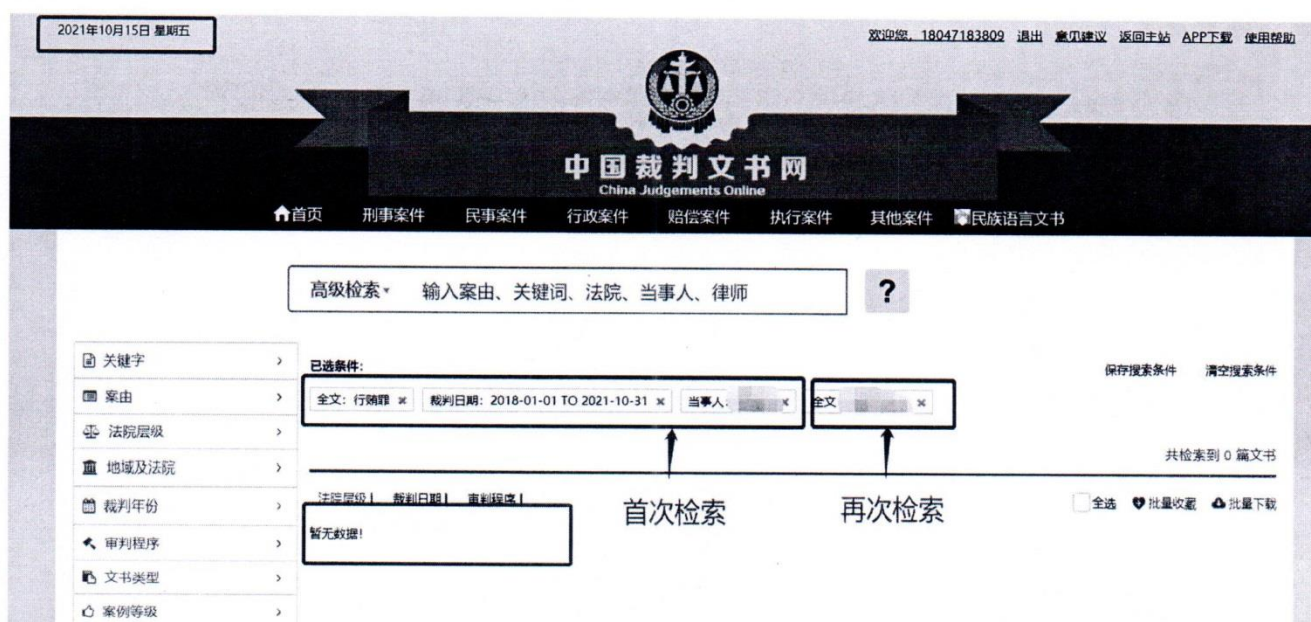 2021年10月15日 星期五
欢迎您，18047183809 退出 意见建议 返回主站 APP下载 使用帮助
中国裁判文书网
China Judgements Online
首页 刑事案件 民事案件 行政案件 赔偿案件 执行案件 其他案件 民族语言文书
高级检索 输入案由、关键词、法院、当事人、律师 ?
关键字
案由
法院层级
地域及法院
裁判年份
审判程序
文书类型
案例等级
已选条件：
保存搜索条件 清空搜索条件
全文：行贿罪 × 裁判日期：2018-01-01 TO 2021-10-31 × 当事人： × 全文 ×
共检索到 0 篇文书
法院层级 裁判日期 审判程序
首次检索 再次检索
全选 批量收藏 批量下载
暂无数据！